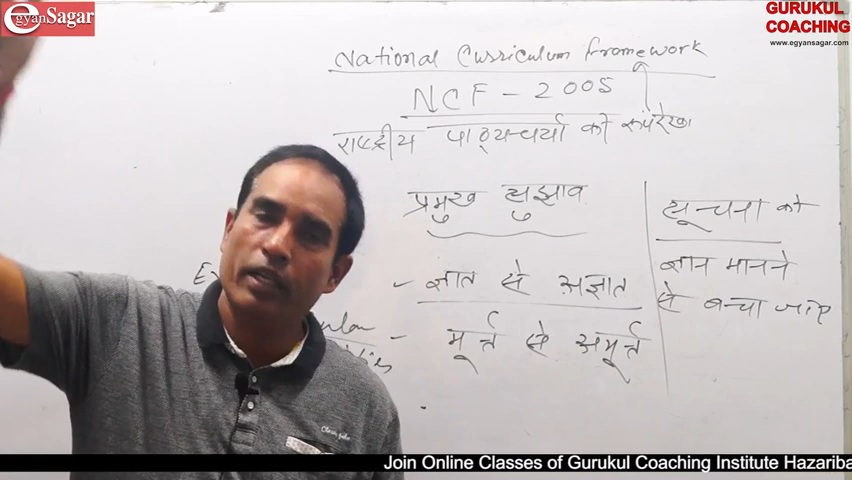 egyanSagar
GURUKUL
COACHING
www.egyansagar.com
National Curriculum Framework
NCF - 2005
राष्ट्रीय पाठ्यचर्या की रूपरेखा
प्रमुख सुझाव
- ज्ञात से अज्ञात
- मूर्त्त से अमूर्त्त
सूचना को
ज्ञान मानने
से बचा जाए
Join Online Classes of Gurukul Coaching Institute Hazariba